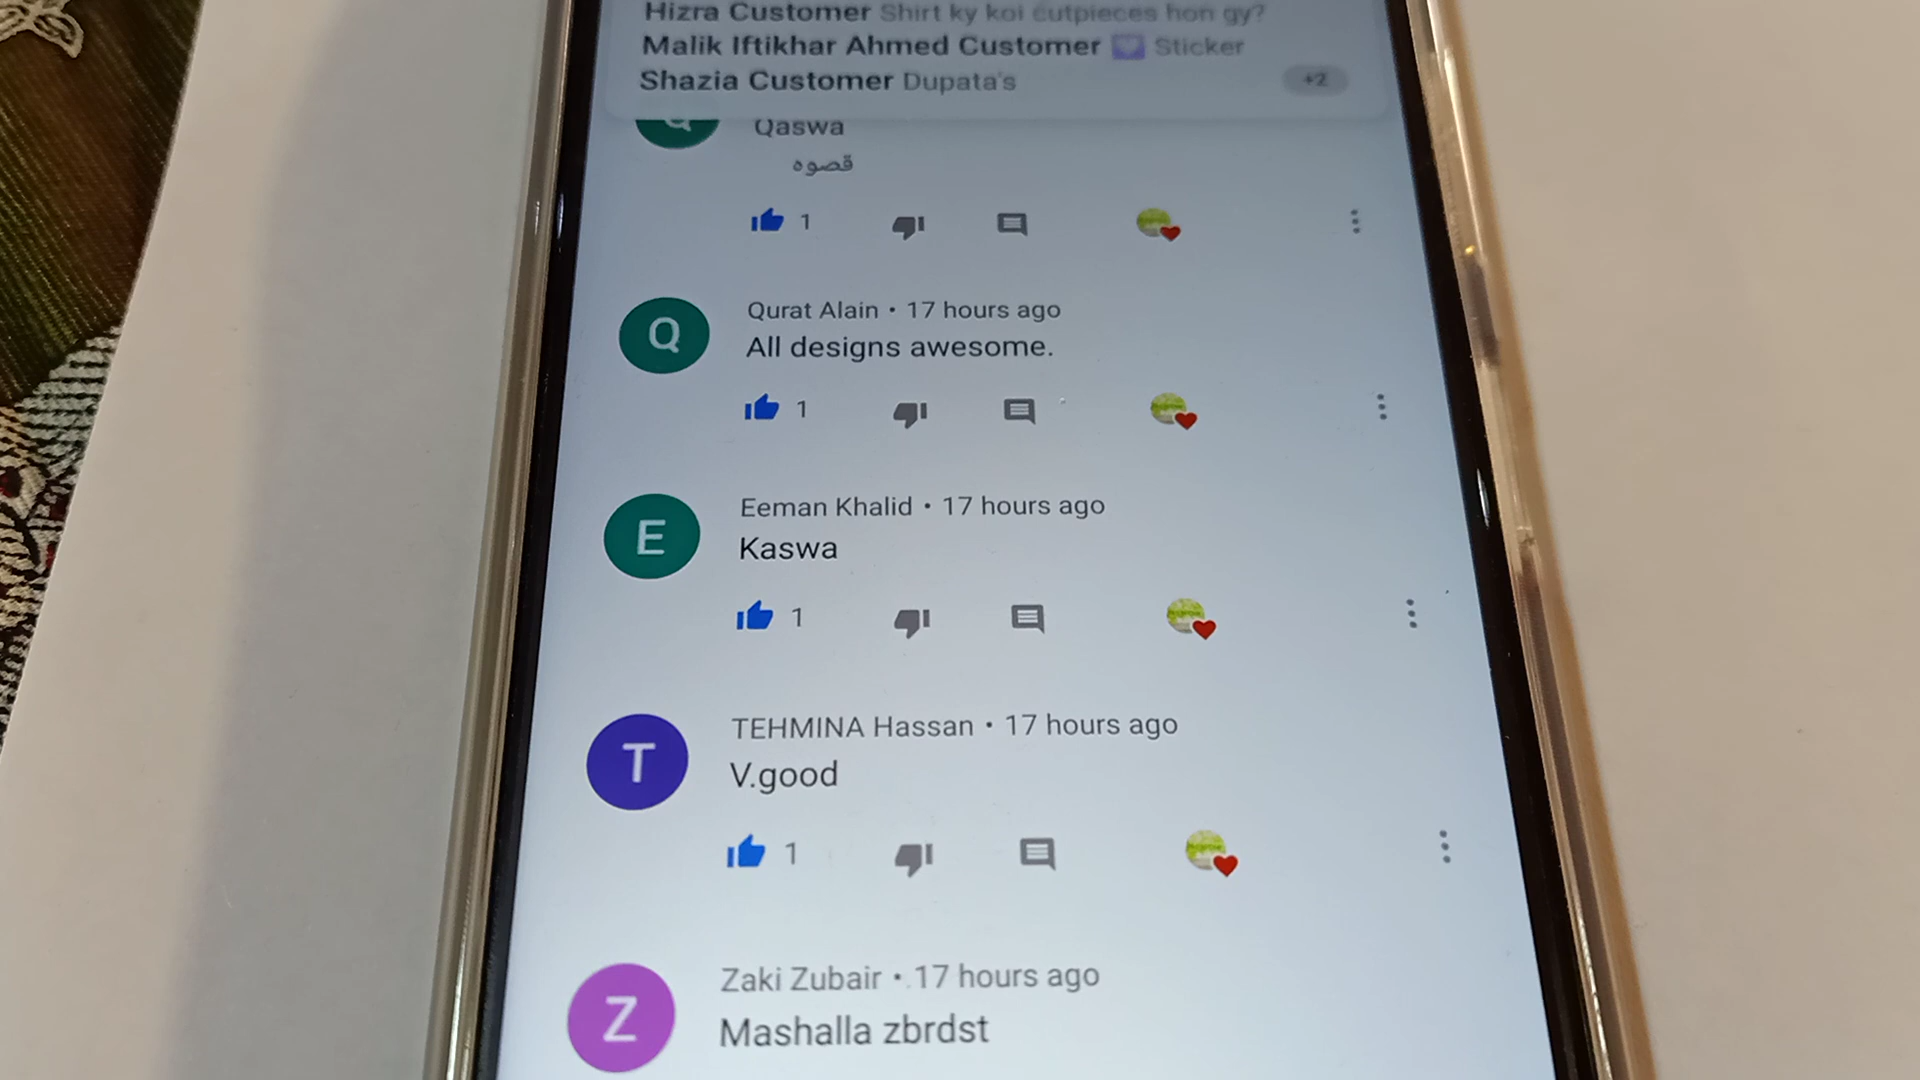 Hizra Customer Shirt ky koi cutpieces hon gy?
Malik Iftikhar Ahmed Customer 💟 Sticker
Shazia Customer Dupata's
+2
Qaswa
قصوه
1
Q
Qurat Alain • 17 hours ago
All designs awesome.
1
E
Eeman Khalid • 17 hours ago
Kaswa
1
T
TEHMINA Hassan • 17 hours ago
V.good
1
Z
Zaki Zubair • 17 hours ago
Mashalla zbrdst